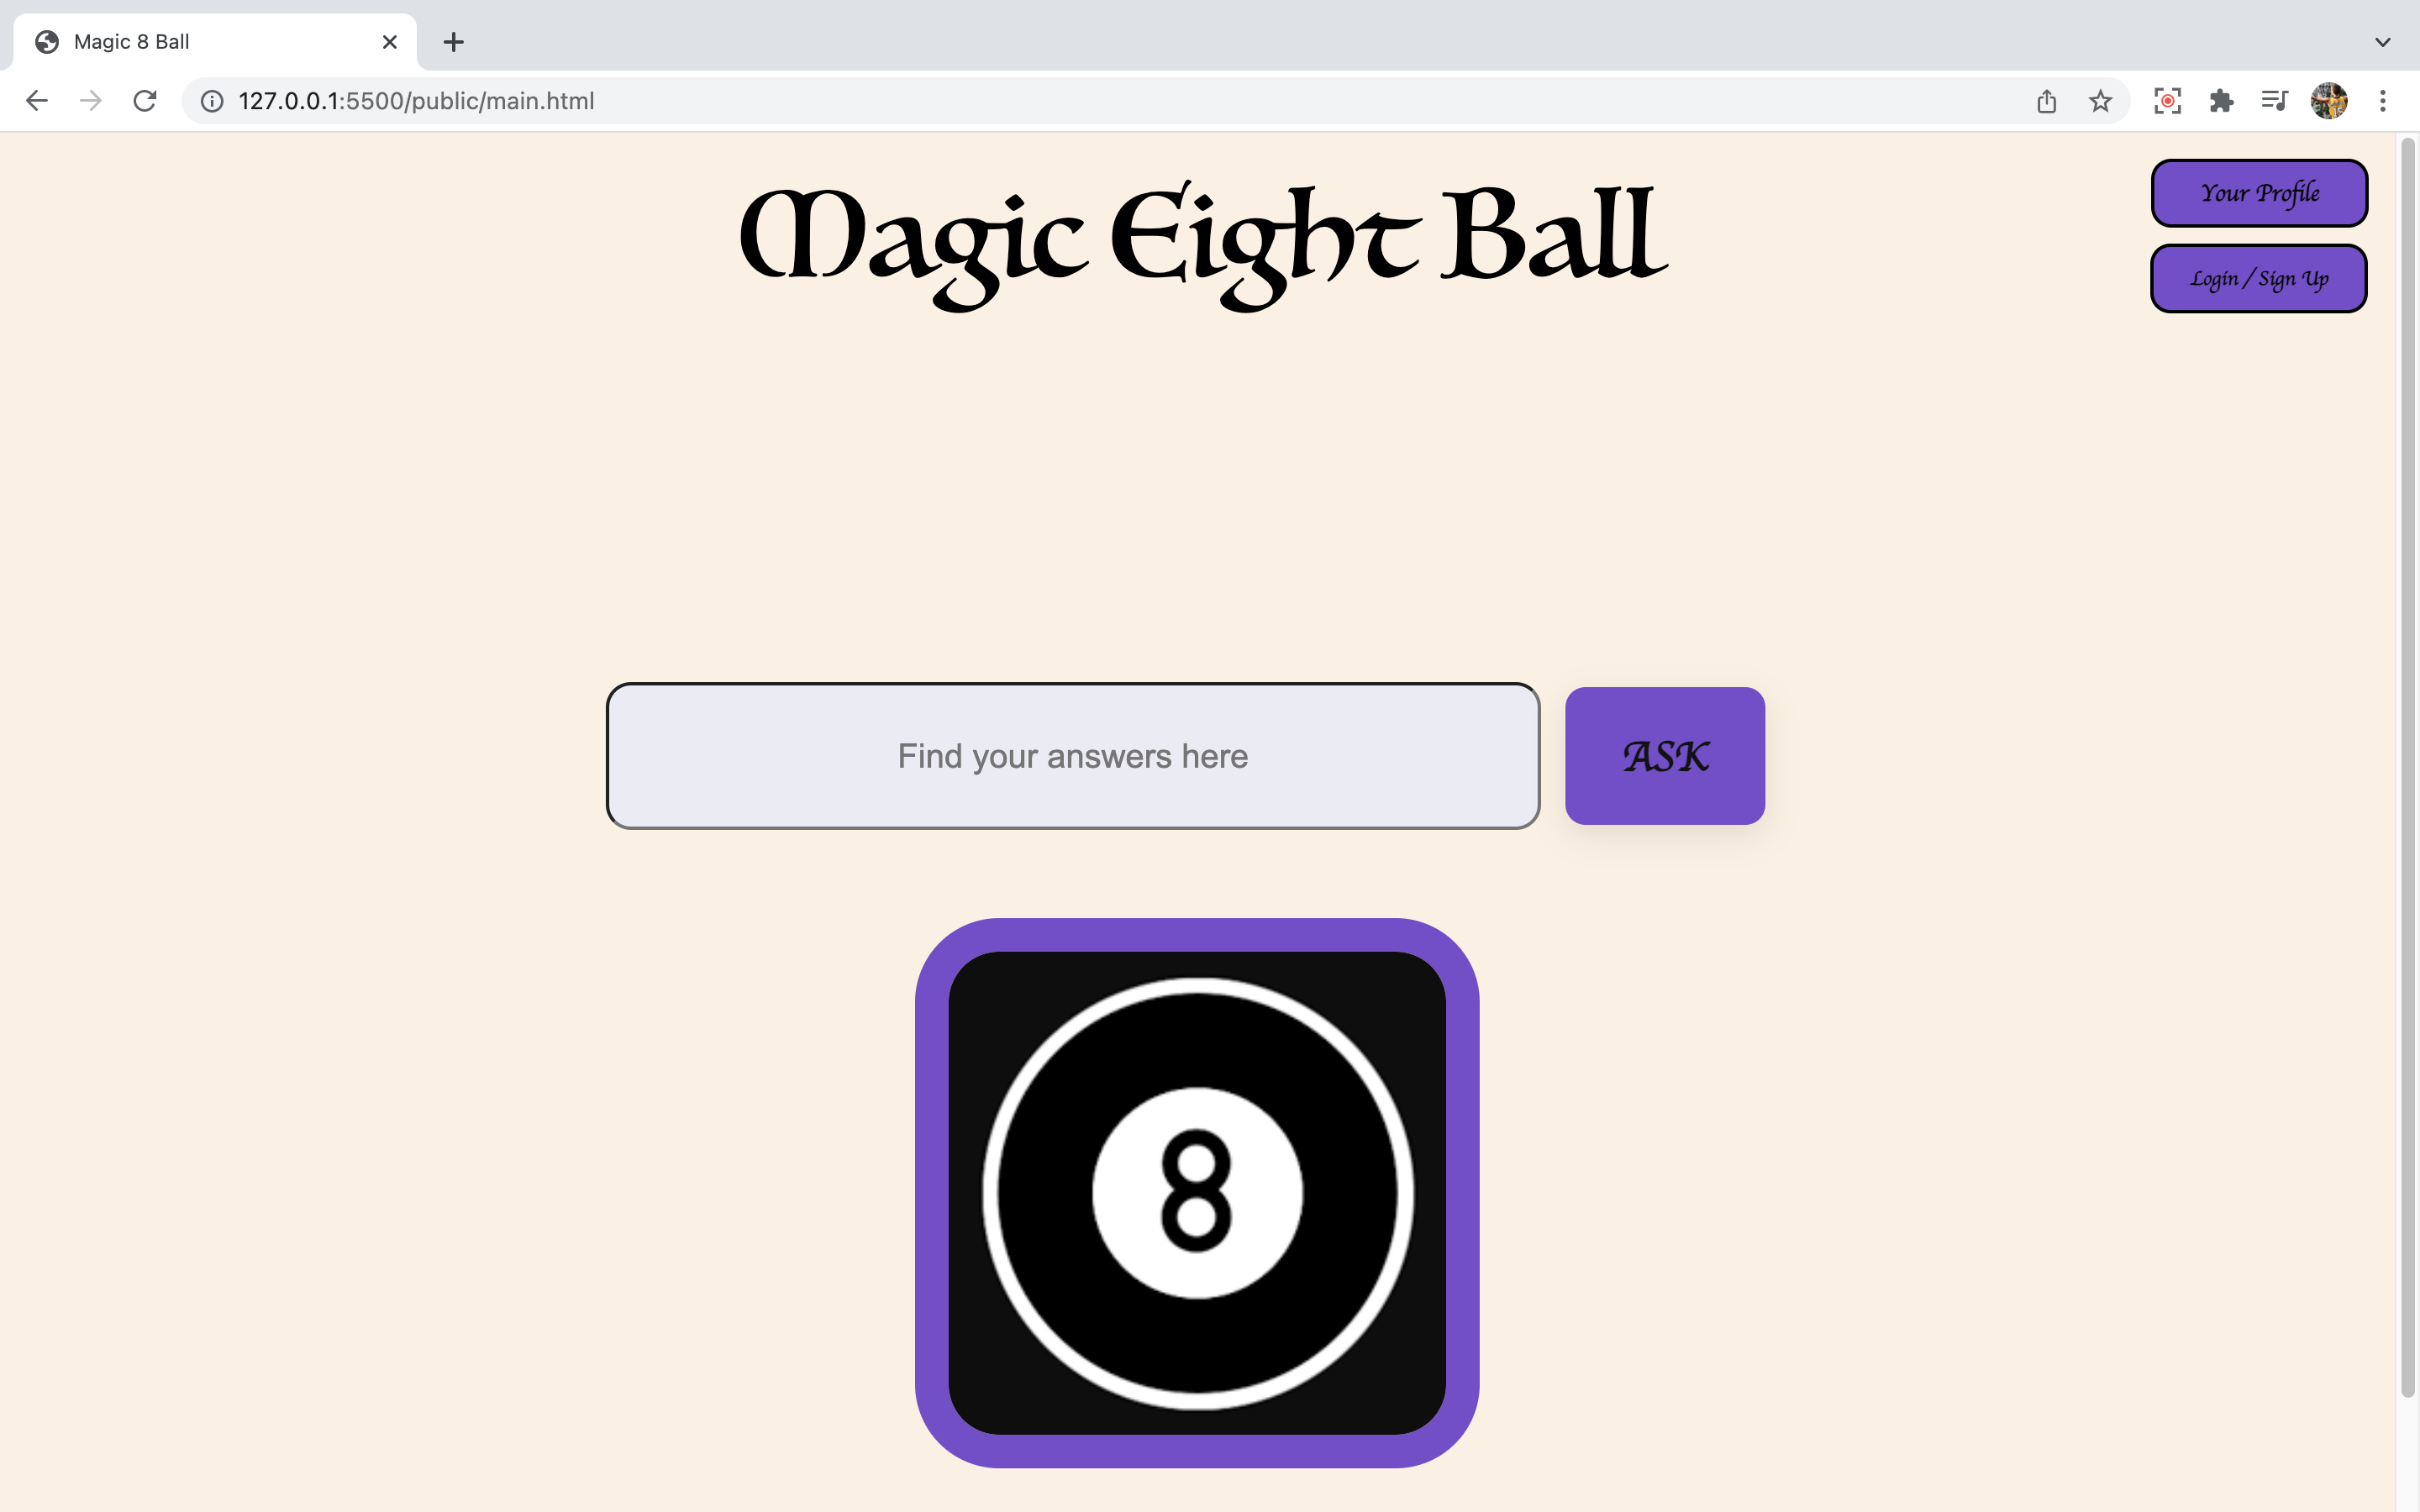 Magic 8 Ball
127.0.0.1:5500/public/main.html
Magic Eight Ball
Your Profile
Login / Sign Up
Find your answers here
ASK
8